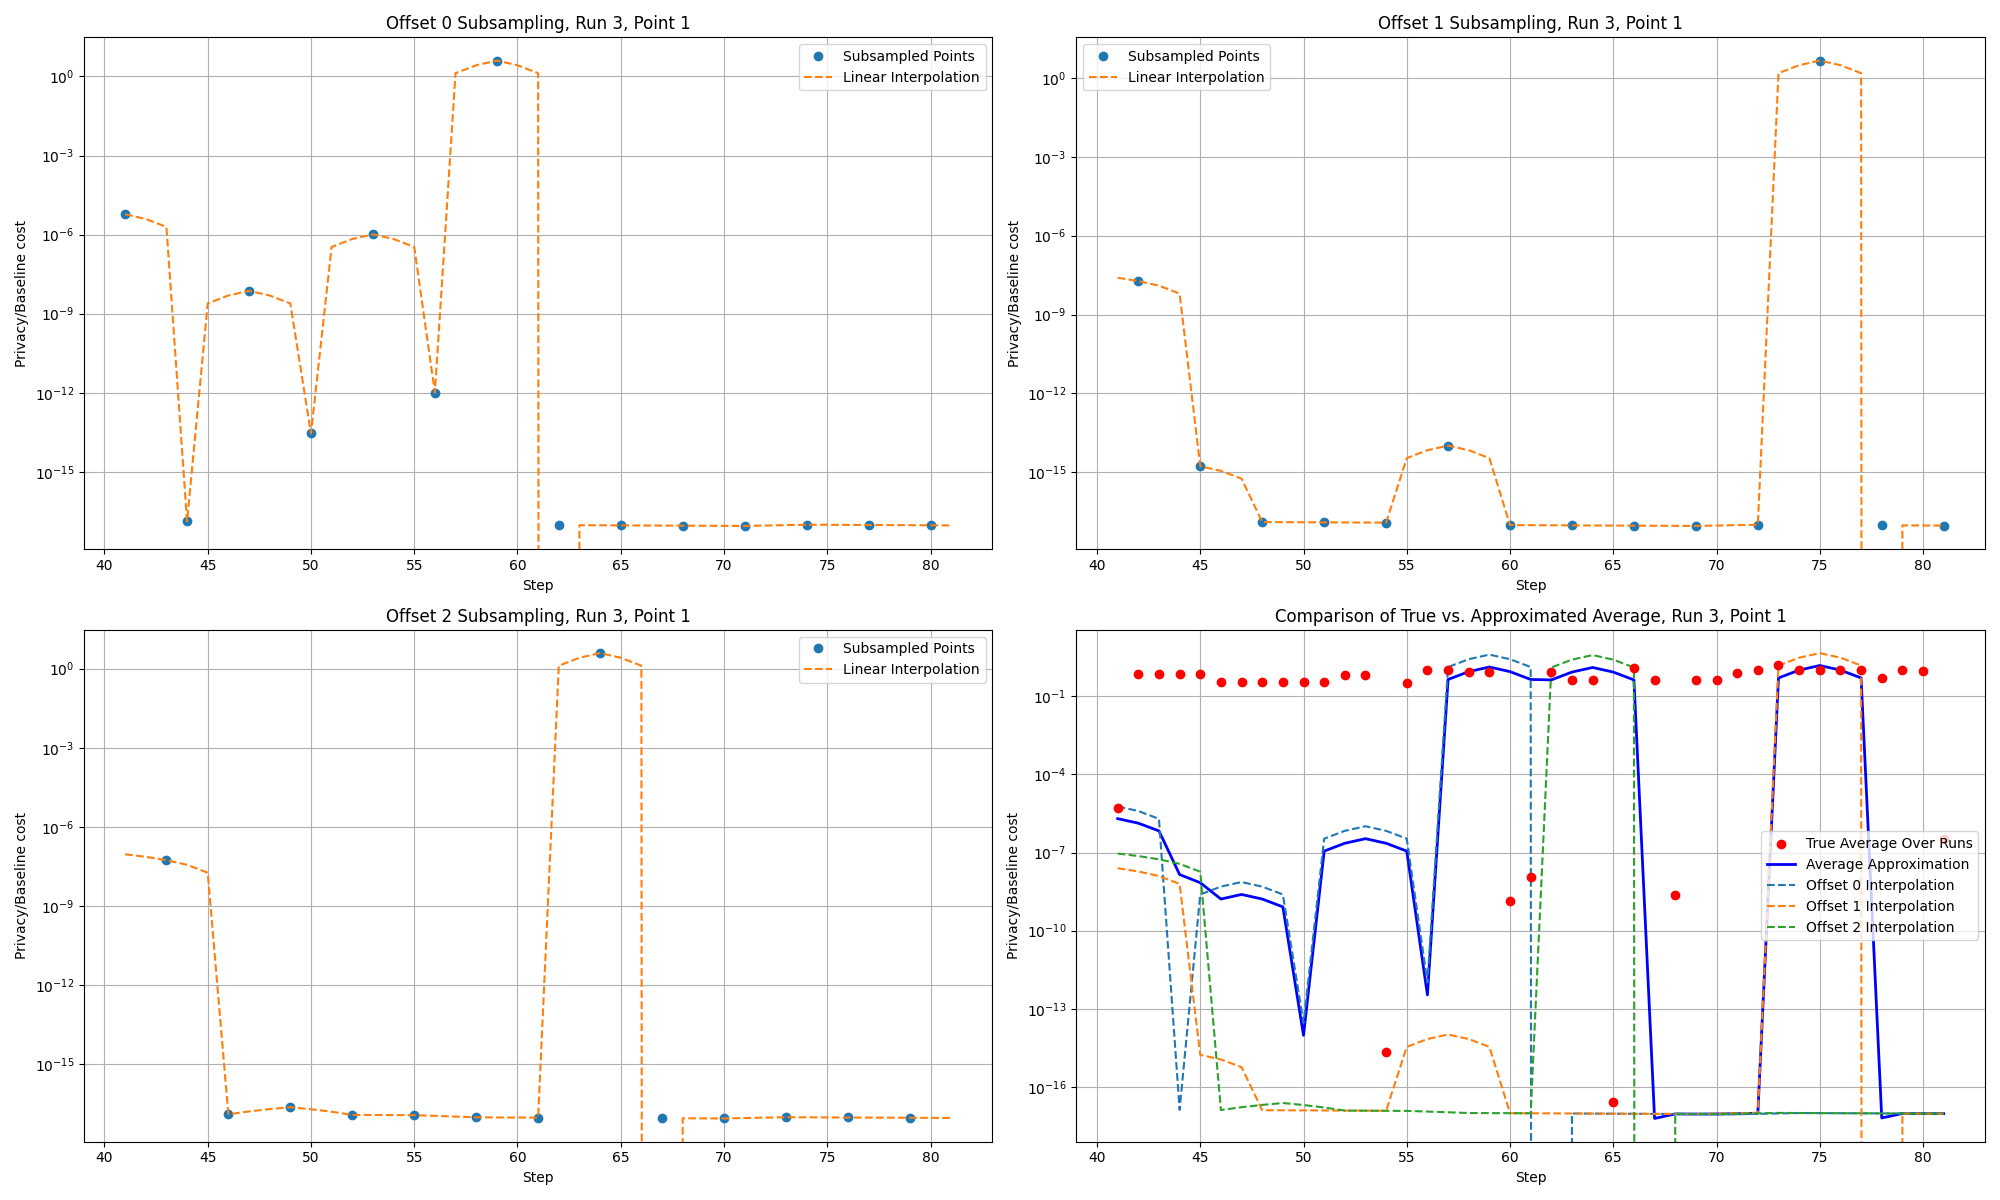 Offset 0 Subsampling, Run 3, Point 1
Subsampled Points
Linear Interpolation
Privacy/Baseline cost
10^0
10^-3
10^-6
10^-9
10^-12
10^-15
40 45 50 55 60 65 70 75 80
Step
Offset 1 Subsampling, Run 3, Point 1
Subsampled Points
Linear Interpolation
Privacy/Baseline cost
10^0
10^-3
10^-6
10^-9
10^-12
10^-15
40 45 50 55 60 65 70 75 80
Step
Offset 2 Subsampling, Run 3, Point 1
Subsampled Points
Linear Interpolation
Privacy/Baseline cost
10^0
10^-3
10^-6
10^-9
10^-12
10^-15
40 45 50 55 60 65 70 75 80
Step
Comparison of True vs. Approximated Average, Run 3, Point 1
True Average Over Runs
Average Approximation
Offset 0 Interpolation
Offset 1 Interpolation
Offset 2 Interpolation
Privacy/Baseline cost
10^-1
10^-4
10^-7
10^-10
10^-13
10^-16
40 45 50 55 60 65 70 75 80
Step